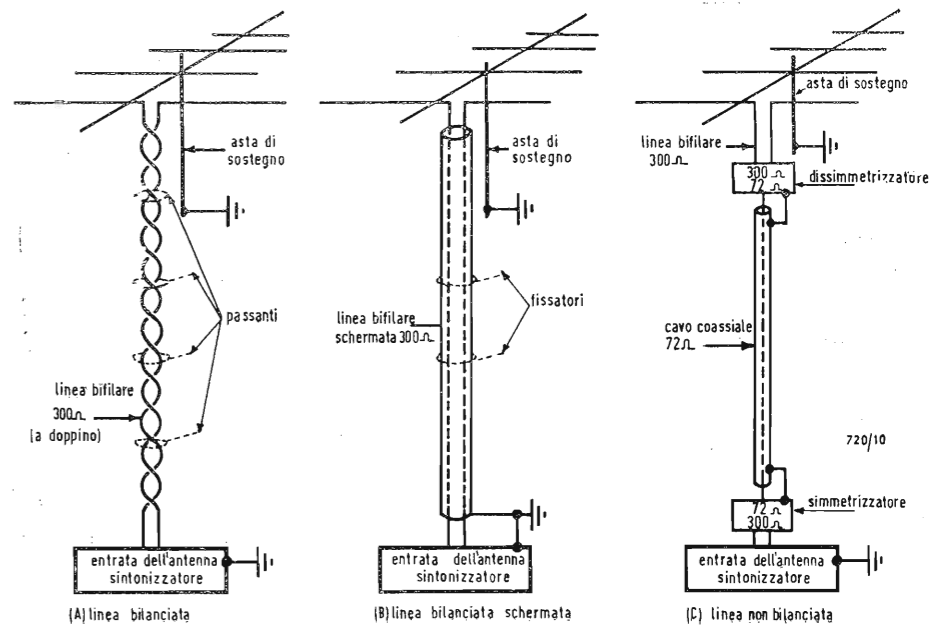 asta di
sostegno
passanti
linea bifilare
300Ω
(a doppino)
entrata dell'antenna
sintonizzatore
(A) linea bilanciata
asta di
sostegno
fissatori
linea bifilare
schermata 300Ω
entrata dell'antenna
sintonizzatore
(B) linea bilanciata schermata
asta di sostegno
linea bifilare
300Ω
300Ω
72Ω
dissimmetrizzatore
cavo coassiale
72Ω
720/10
simmetrizzatore
72Ω
300Ω
entrata dell'antenna
sintonizzatore
(C) linea non bilanciata